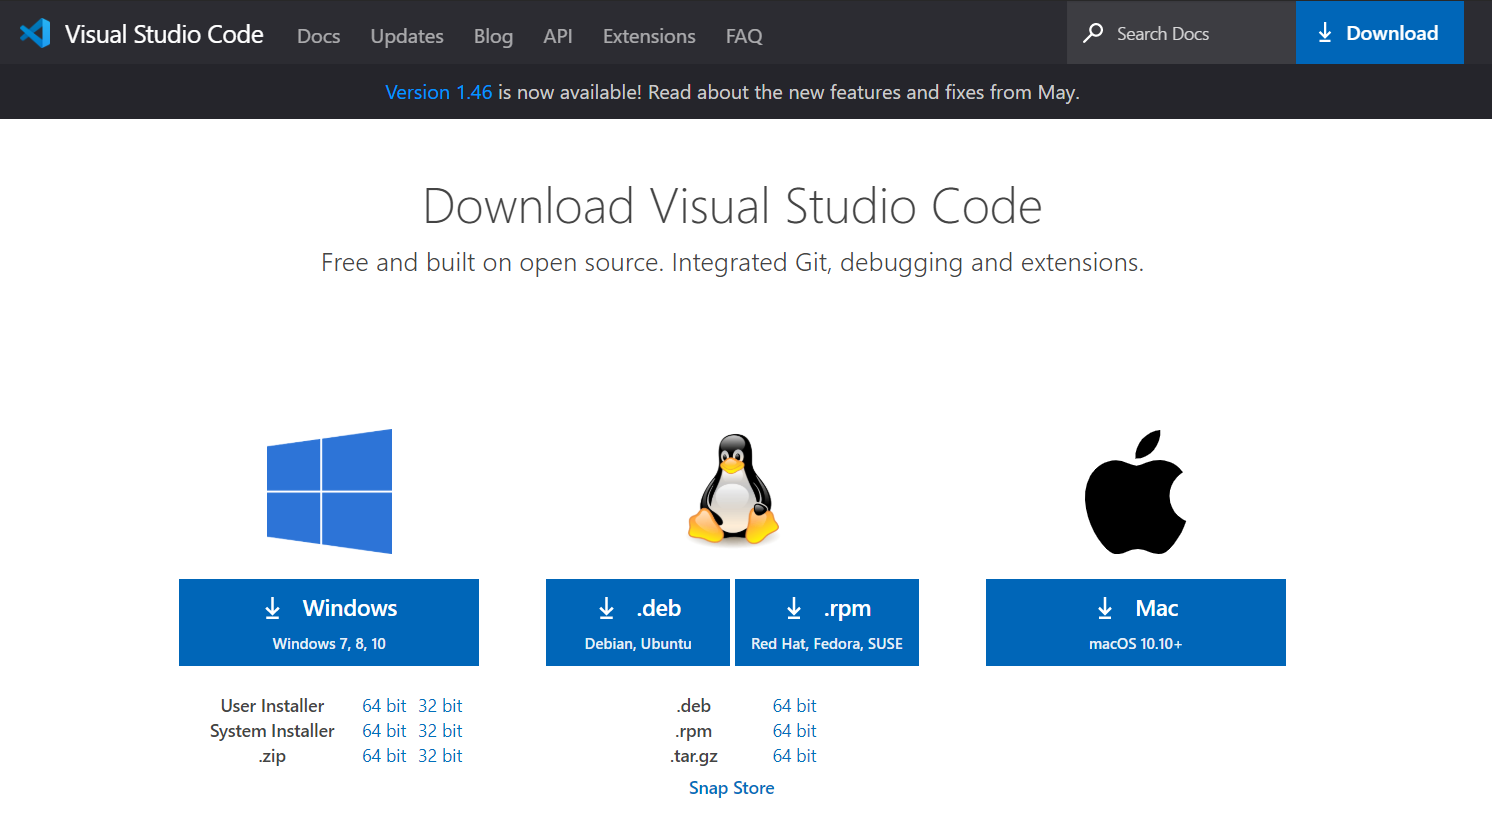 Visual Studio Code Docs Updates Blog API Extensions FAQ Search Docs Download
Version 1.46 is now available! Read about the new features and fixes from May.
Download Visual Studio Code
Free and built on open source. Integrated Git, debugging and extensions.
Windows
Windows 7, 8, 10
User Installer 64 bit 32 bit
System Installer 64 bit 32 bit
.zip 64 bit 32 bit
.deb
Debian, Ubuntu
.rpm
Red Hat, Fedora, SUSE
.deb 64 bit
.rpm 64 bit
.tar.gz 64 bit
Snap Store
Mac
macOS 10.10+